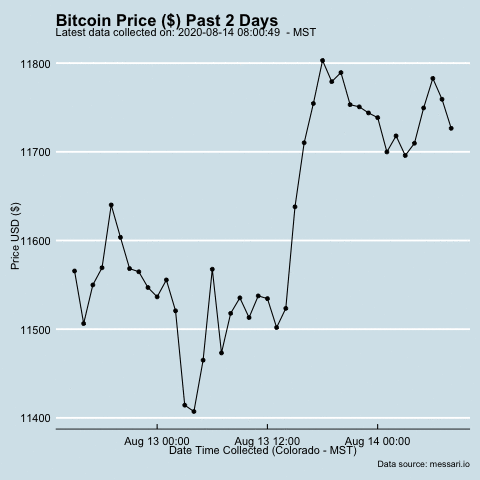 Bitcoin Price ($) Past 2 Days
Latest data collected on: 2020-08-14 08:00:49  - MST
11800
11700
11600
11500
11400
Price USD ($)
Aug 13 00:00 Aug 13 12:00 Aug 14 00:00
Date Time Collected (Colorado - MST)
Data source: messari.io